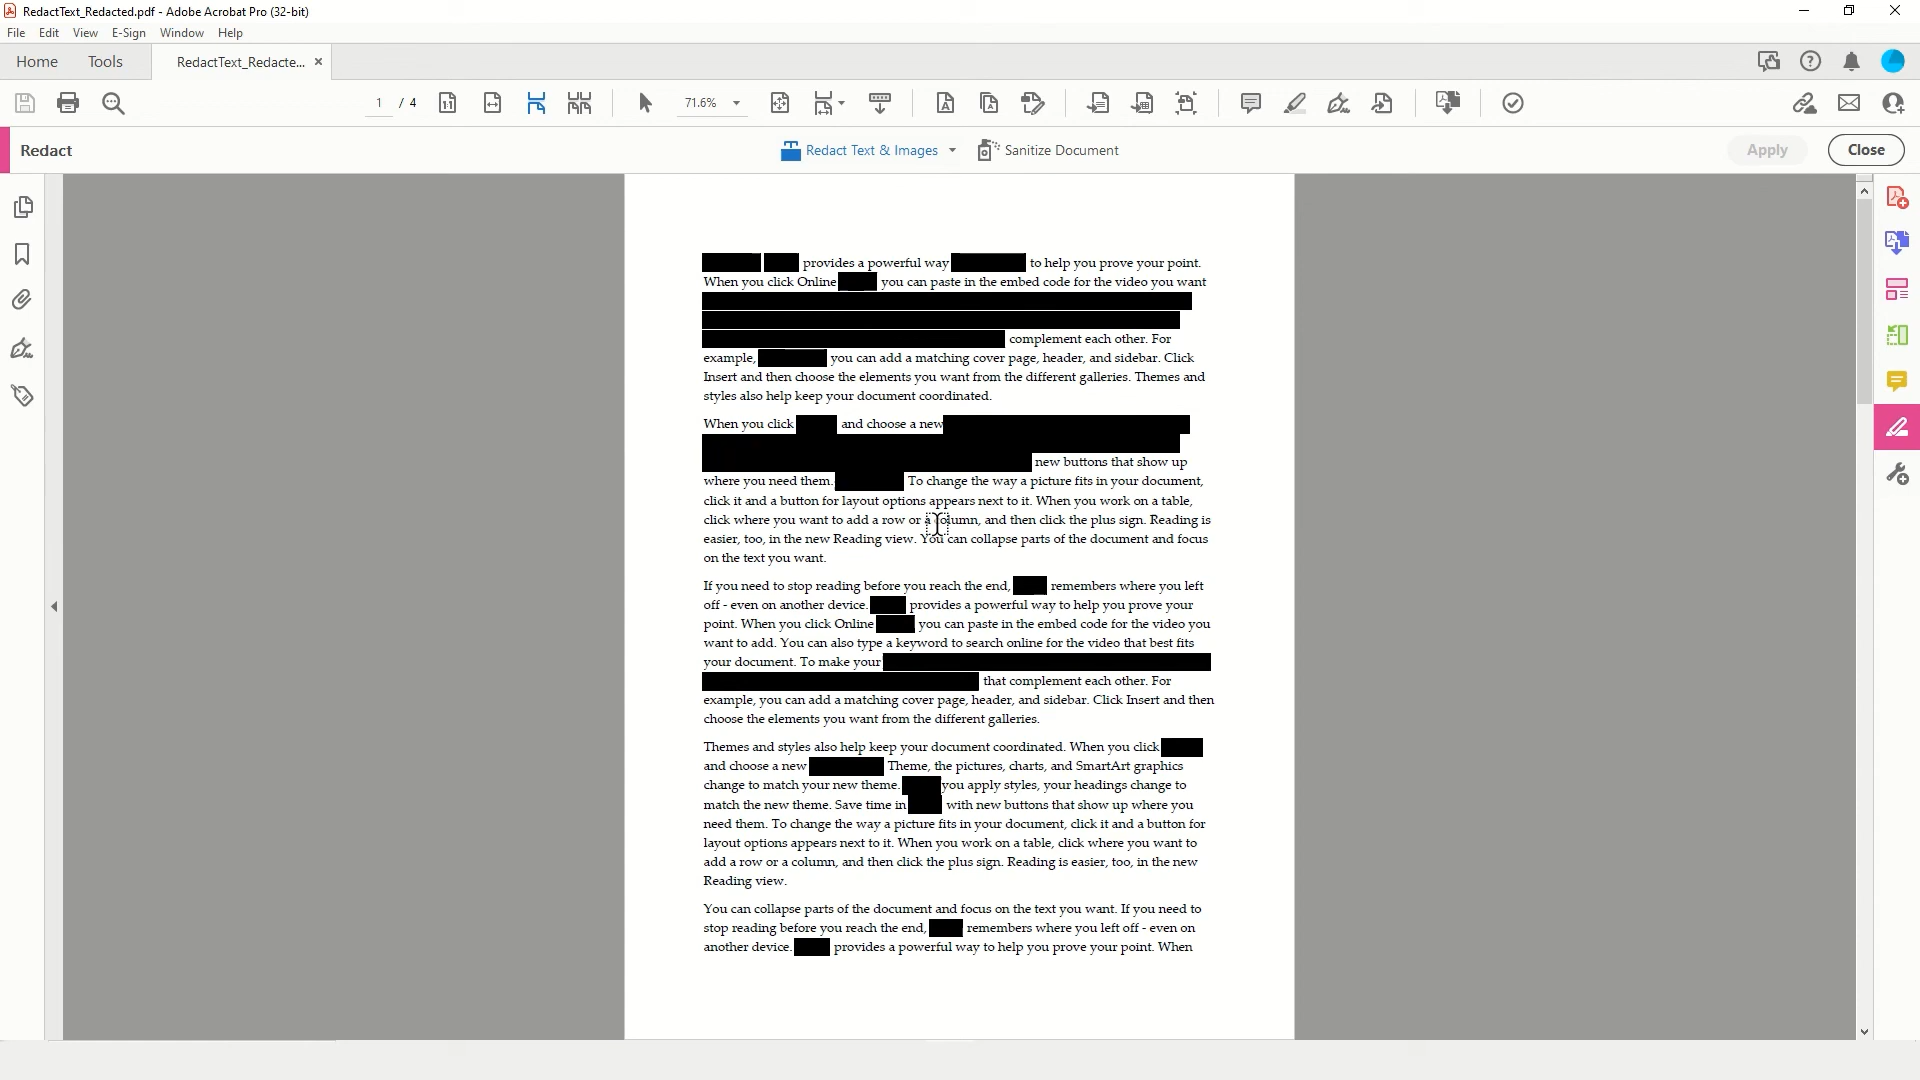 RedactText_Redacted.pdf - Adobe Acrobat Pro (32-bit)
File Edit View E-Sign Window Help
Home Tools RedactText_Redacte... ×
1 / 4 71.6%
Redact Redact Text & Images Sanitize Document Apply Close
provides a powerful way to help you prove your point.
When you click Online you can paste in the embed code for the video you want
complement each other. For
example, you can add a matching cover page, header, and sidebar. Click
Insert and then choose the elements you want from the different galleries. Themes and
styles also help keep your document coordinated.
When you click and choose a new
new buttons that show up
where you need them. To change the way a picture fits in your document,
click it and a button for layout options appears next to it. When you work on a table,
click where you want to add a row or a column, and then click the plus sign. Reading is
easier, too, in the new Reading view. You can collapse parts of the document and focus
on the text you want.
If you need to stop reading before you reach the end, remembers where you left
off - even on another device. provides a powerful way to help you prove your
point. When you click Online you can paste in the embed code for the video you
want to add. You can also type a keyword to search online for the video that best fits
your document. To make your
that complement each other. For
example, you can add a matching cover page, header, and sidebar. Click Insert and then
choose the elements you want from the different galleries.
Themes and styles also help keep your document coordinated. When you click
and choose a new Theme, the pictures, charts, and SmartArt graphics
change to match your new theme. you apply styles, your headings change to
match the new theme. Save time in with new buttons that show up where you
need them. To change the way a picture fits in your document, click it and a button for
layout options appears next to it. When you work on a table, click where you want to
add a row or a column, and then click the plus sign. Reading is easier, too, in the new
Reading view.
You can collapse parts of the document and focus on the text you want. If you need to
stop reading before you reach the end, remembers where you left off - even on
another device. provides a powerful way to help you prove your point. When